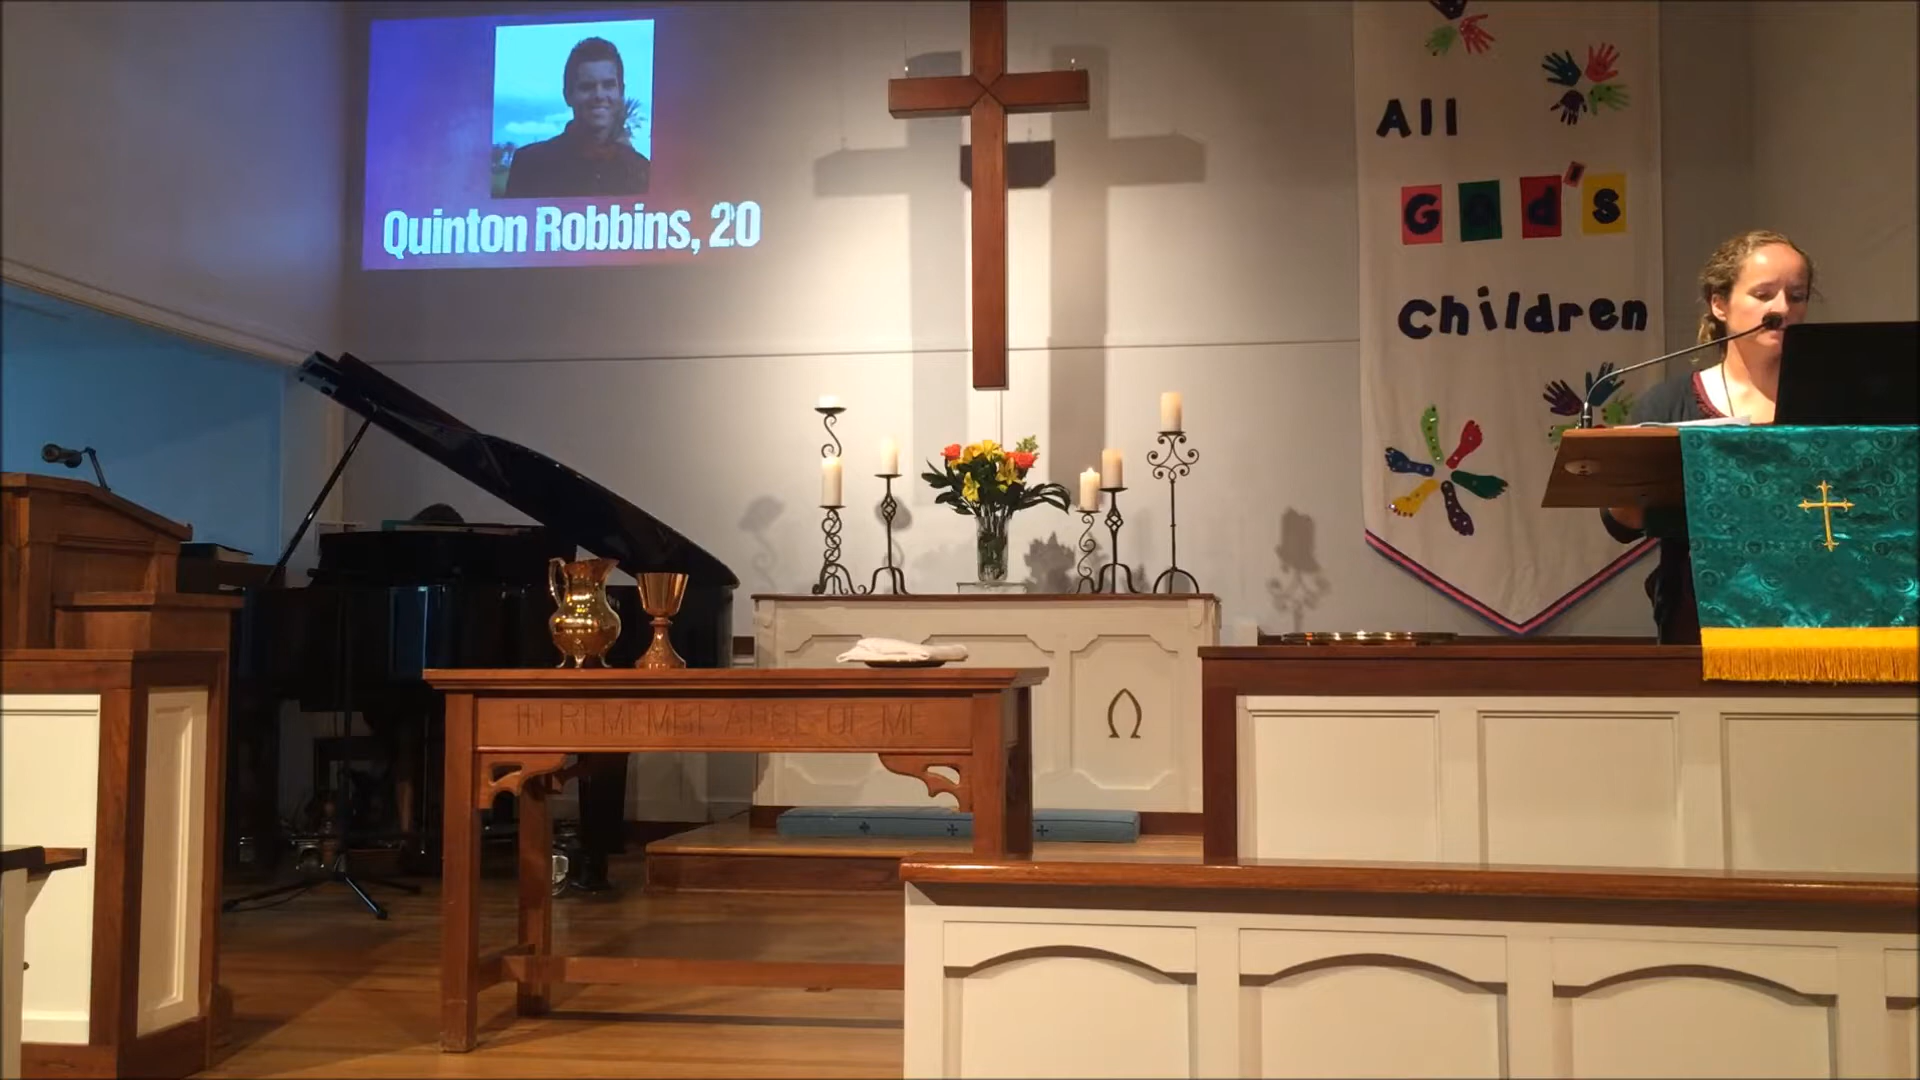 Quinton Robbins, 20
All
God's
Children
IN REMEMBRANCE OF ME